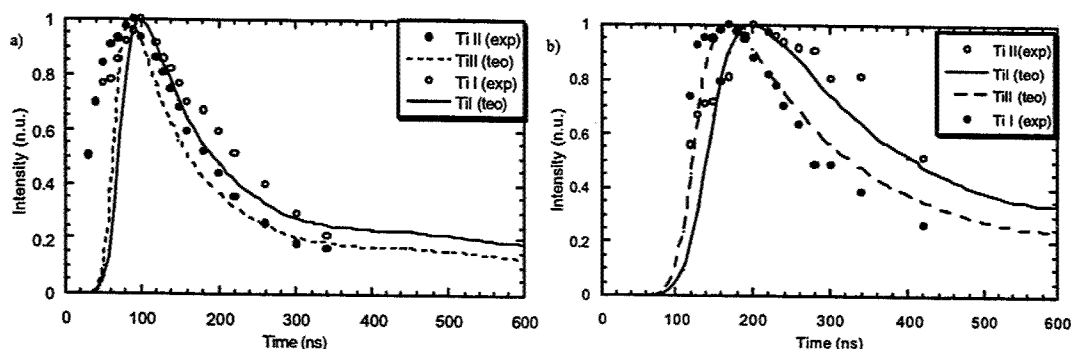 a)
Intensity (n.u.)
1
0.8
0.6
0.4
0.2
0
0
100
200
300
400
500
600
Time (ns)
Ti II (exp)
TiII (teo)
Ti I (exp)
TiI (teo)
b)
Intensity (n.u.)
1
0.8
0.6
0.4
0.2
0
0
100
200
300
400
500
600
Time (ns)
Ti II(exp)
TiI (teo)
TiII (teo)
Ti I (exp)